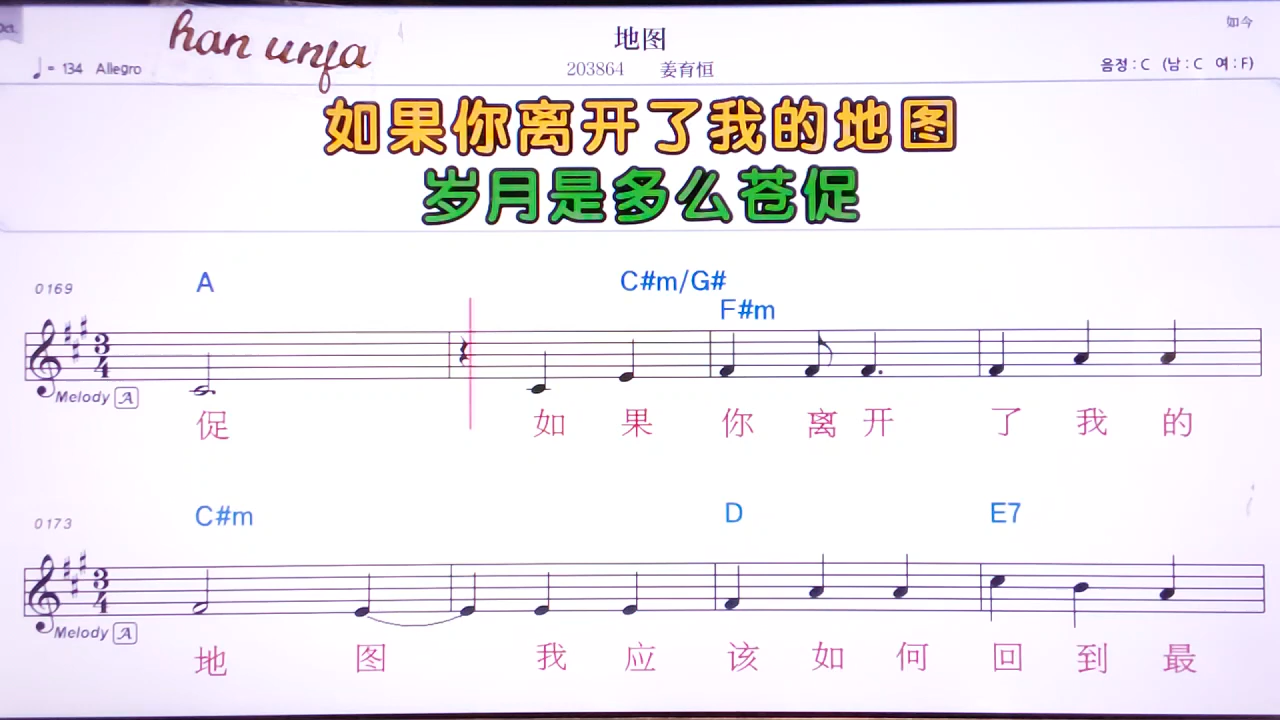 han unfa
地图
如今
♩= 134 Allegro
203864 姜育恒
음정 : C (남 : C 여 : F)
如果你离开了我的地图
岁月是多么苍促
0169
A C#m/G#
F#m
3
4
Melody A
促 如 果 你 离 开 了 我 的
0173
C#m D E7
3
4
Melody A
地 图 我 应 该 如 何 回 到 最